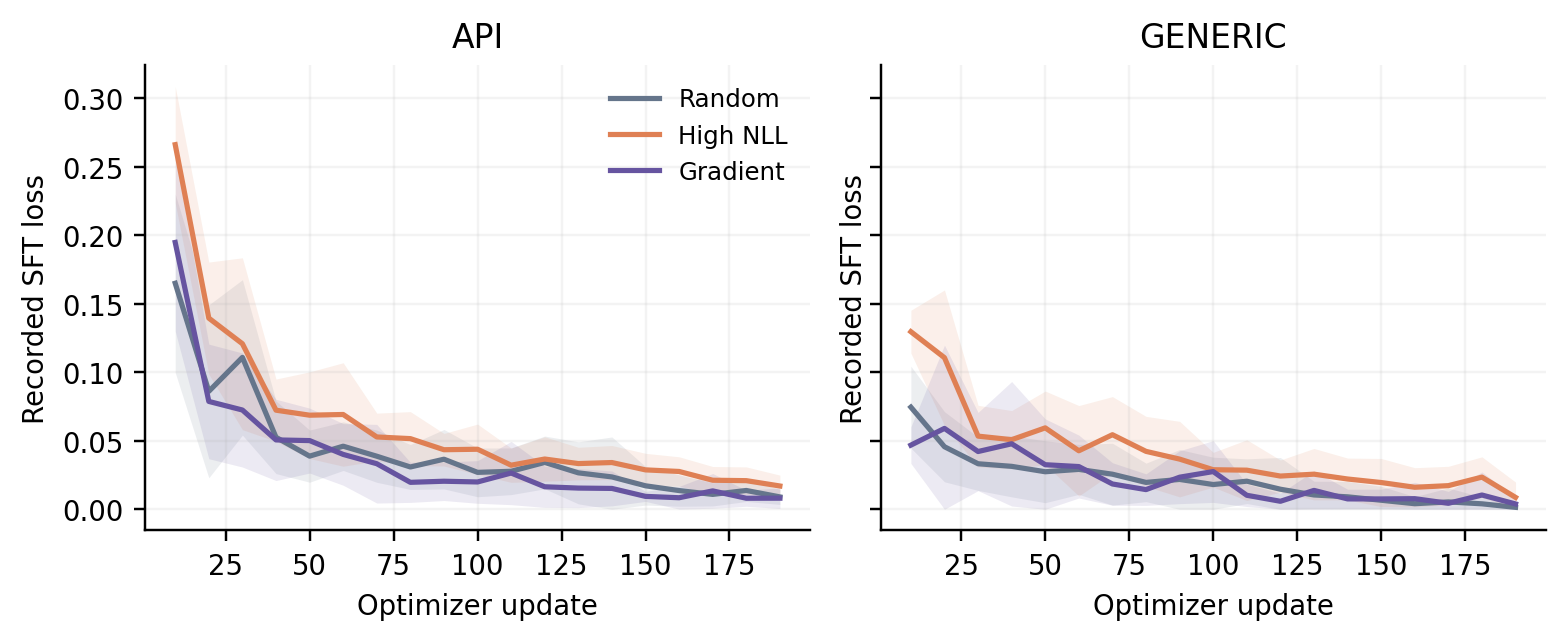 API
Recorded SFT loss
0.30
0.25
0.20
0.15
0.10
0.05
0.00
Random
High NLL
Gradient
25 50 75 100 125 150 175
Optimizer update
GENERIC
Recorded SFT loss
25 50 75 100 125 150 175
Optimizer update